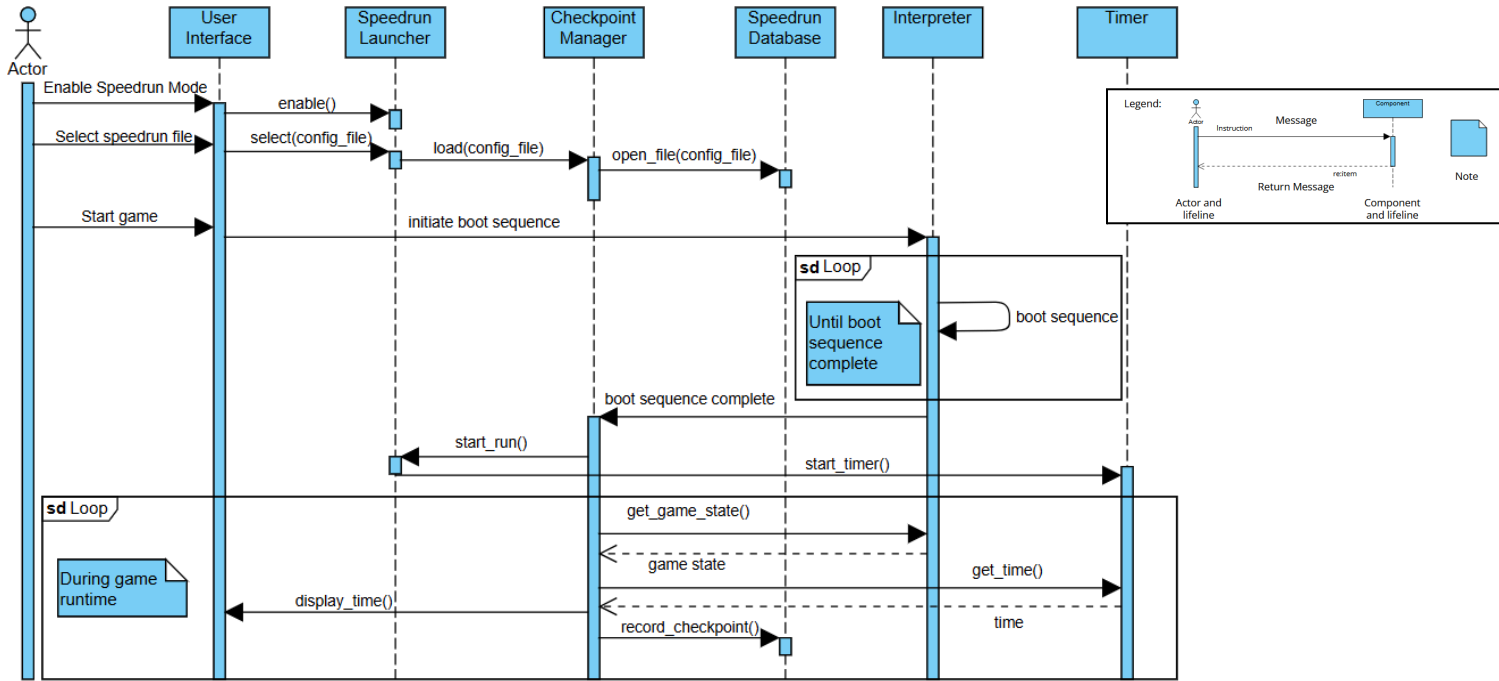 User
Interface
Speedrun
Launcher
Checkpoint
Manager
Speedrun
Database
Interpreter
Timer
Actor
Enable Speedrun Mode
enable()
Select speedrun file
select(config_file)
load(config_file)
open_file(config_file)
Legend:
Actor
Instruction
Message
Component
re:item
Return Message
Note
Actor and
lifeline
Component
and lifeline
Start game
initiate boot sequence
sd Loop
Until boot
sequence
complete
boot sequence
boot sequence complete
start_run()
start_timer()
sd Loop
get_game_state()
game state
get_time()
During game
runtime
display_time()
time
record_checkpoint()